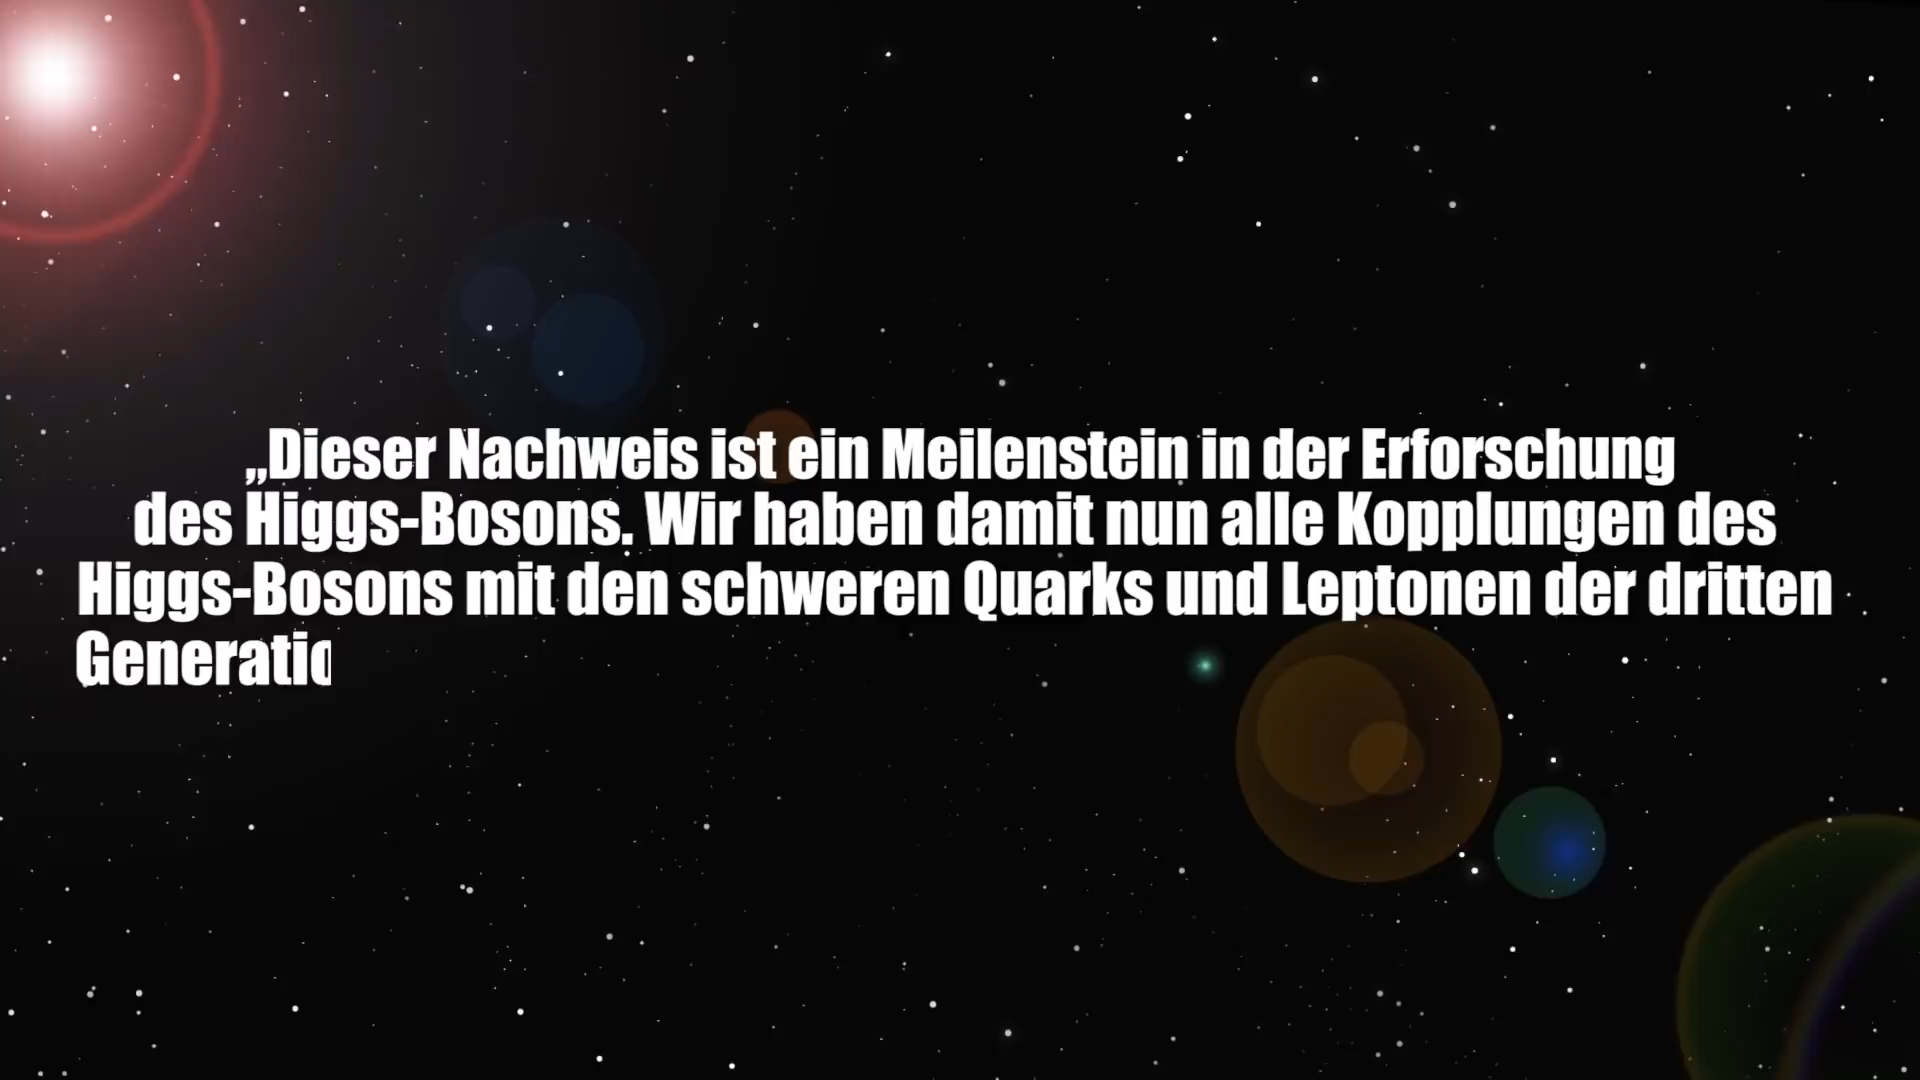 „Dieser Nachweis ist ein Meilenstein in der Erforschung
des Higgs-Bosons. Wir haben damit nun alle Kopplungen des
Higgs-Bosons mit den schweren Quarks und Leptonen der dritten
Generatio